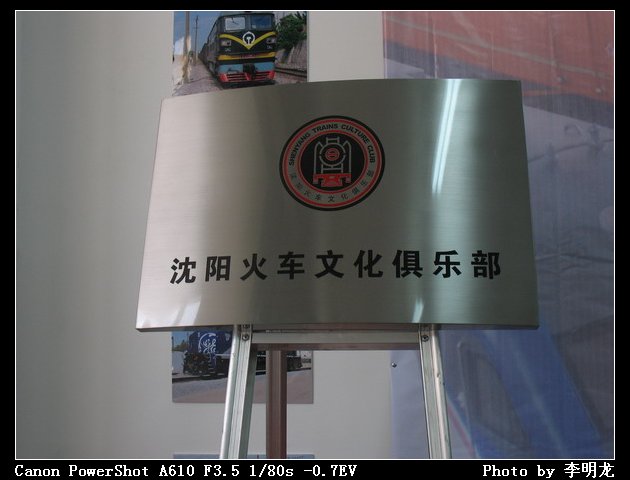 SHENYANG TRAINS CULTURE CLUB
沈阳火车文化俱乐部
沈阳火车文化俱乐部
Canon PowerShot A610 F3.5 1/80s -0.7EV
Photo by 李明龙